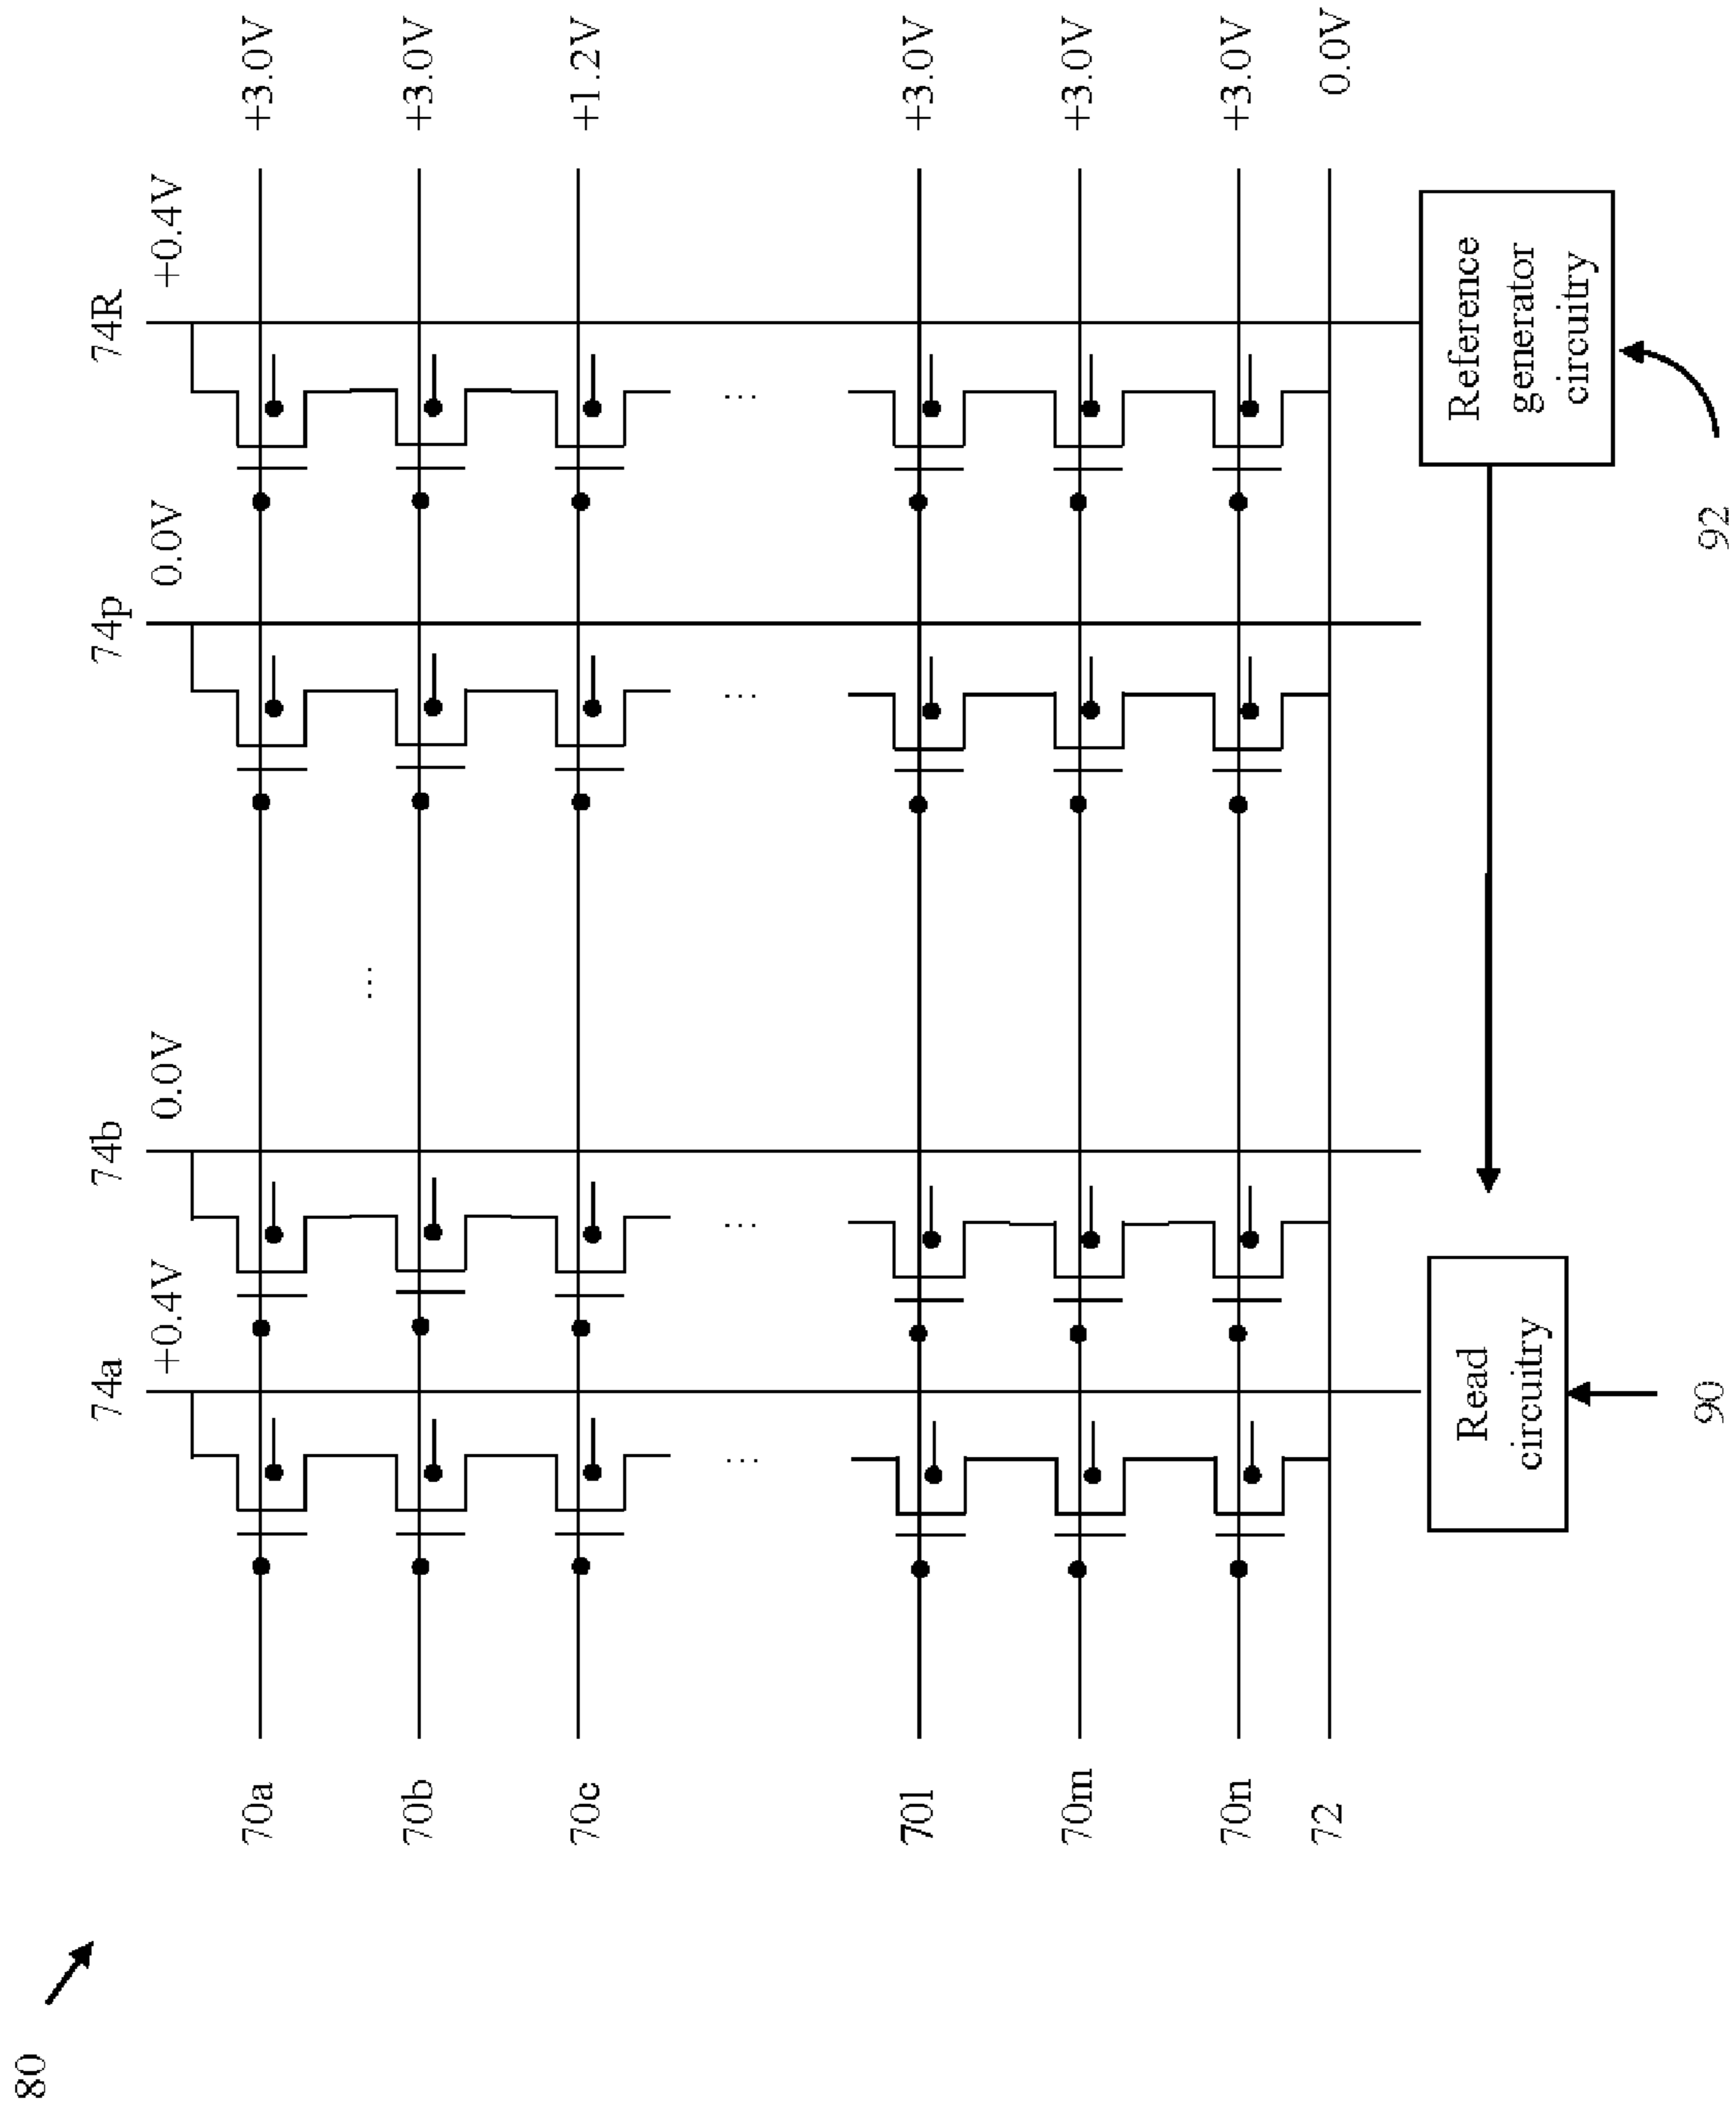 80
74a
74b
74p
74R
+0.4V
0.0V
0.0V
+0.4V
70a
+3.0V
...
70b
+3.0V
70c
+1.2V
... ... ... ...
70l
+3.0V
70m
+3.0V
70n
+3.0V
72
0.0V
Read
circuitry
Reference
generator
circuitry
90
92